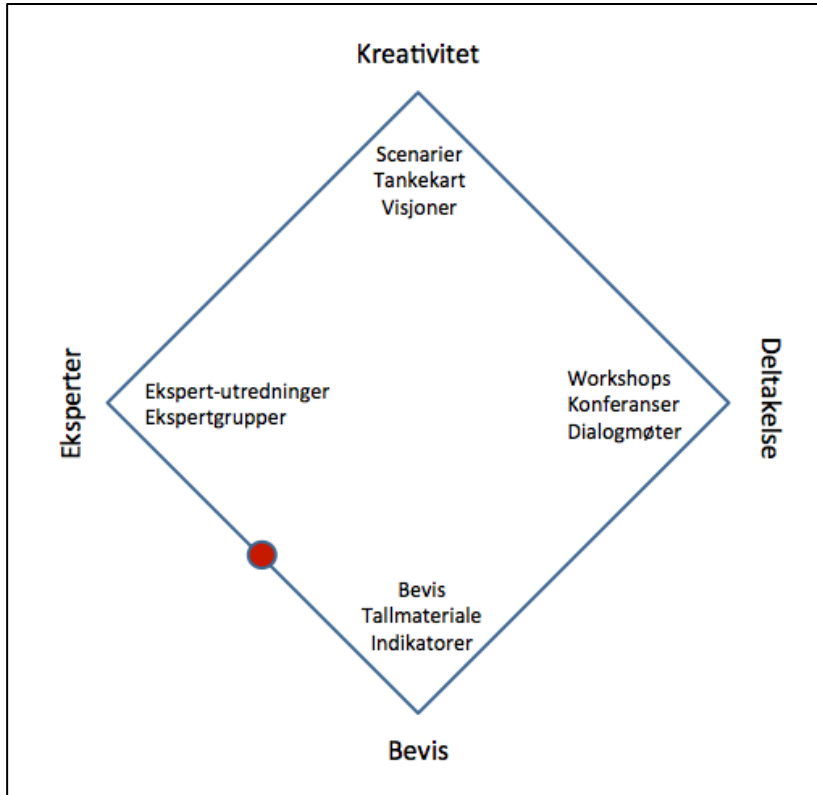 Kreativitet
Scenarier
Tankekart
Visjoner
Eksperter
Ekspert-utredninger
Ekspertgrupper
Workshops
Konferanser
Dialogmøter
Deltakelse
Bevis
Tallmateriale
Indikatorer
Bevis